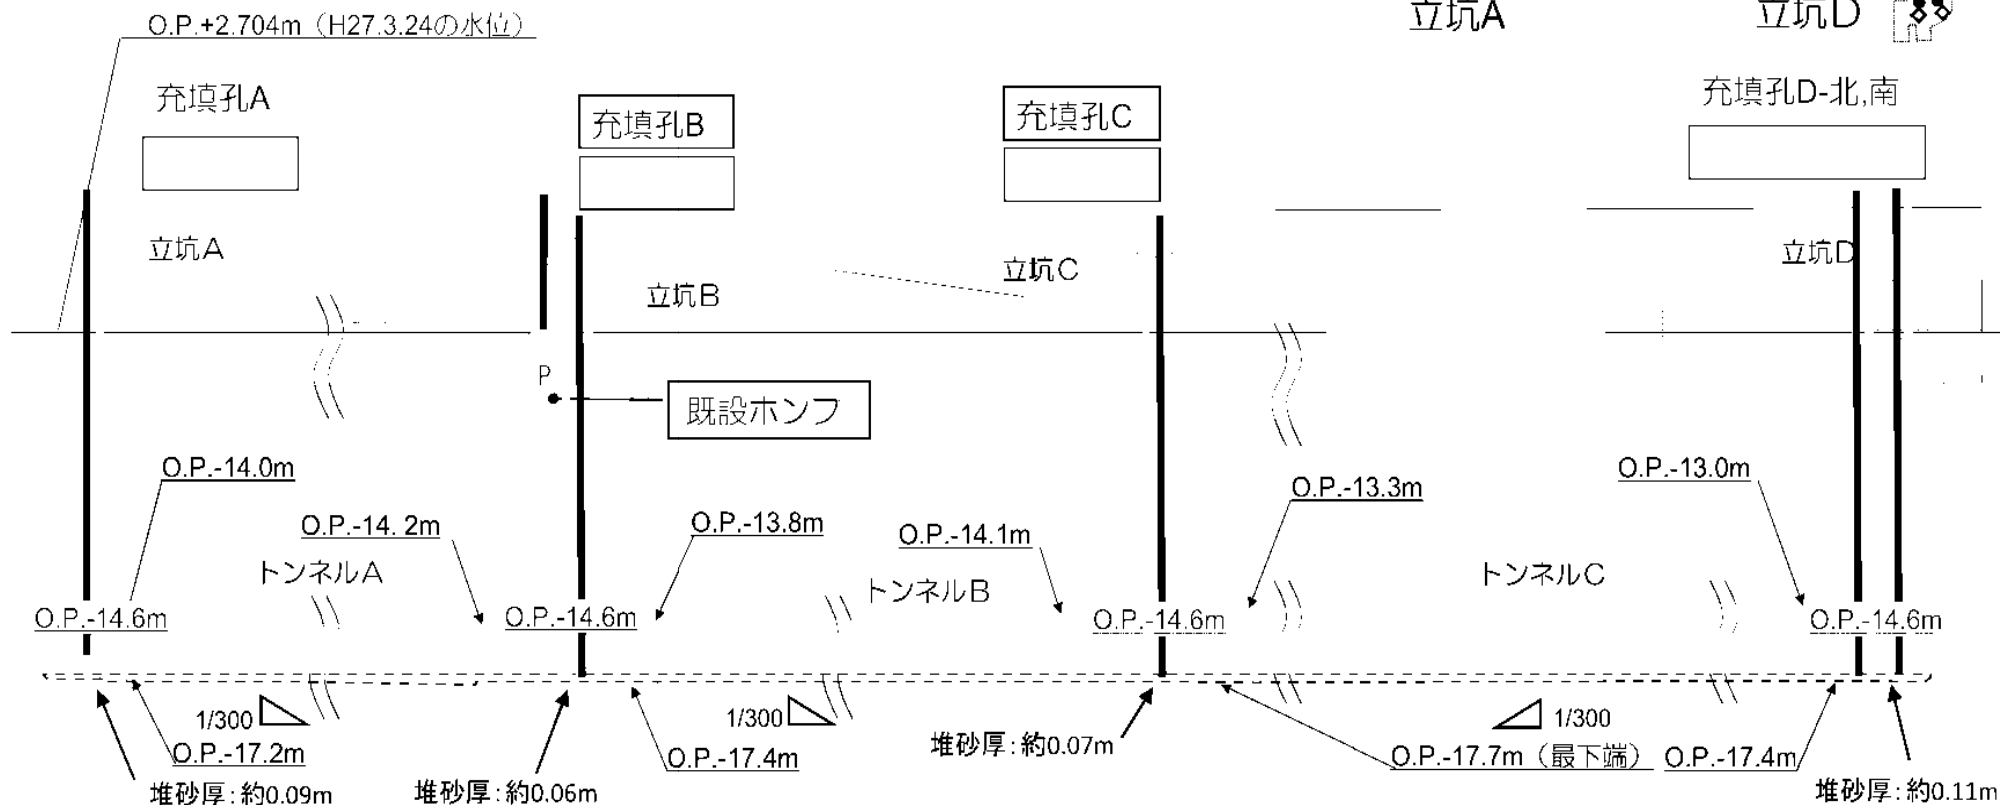 立坑A
立坑D
O.P.+2.704m（H27.3.24の水位）
充填孔A
充填孔B
充填孔C
充填孔D-北,南
立坑A
立坑B
立坑C
立坑D
P
既設ホンフ
O.P.-14.0m
O.P.-14. 2m
O.P.-13.8m
O.P.-14.1m
O.P.-13.3m
O.P.-13.0m
トンネルA
トンネルB
トンネルC
O.P.-14.6m
O.P.-14.6m
O.P.-14.6m
O.P.-14.6m
1/300
1/300
1/300
O.P.-17.2m
O.P.-17.4m
O.P.-17.7m（最下端）
O.P.-17.4m
堆砂厚：約0.09m
堆砂厚：約0.06m
堆砂厚：約0.07m
堆砂厚：約0.11m